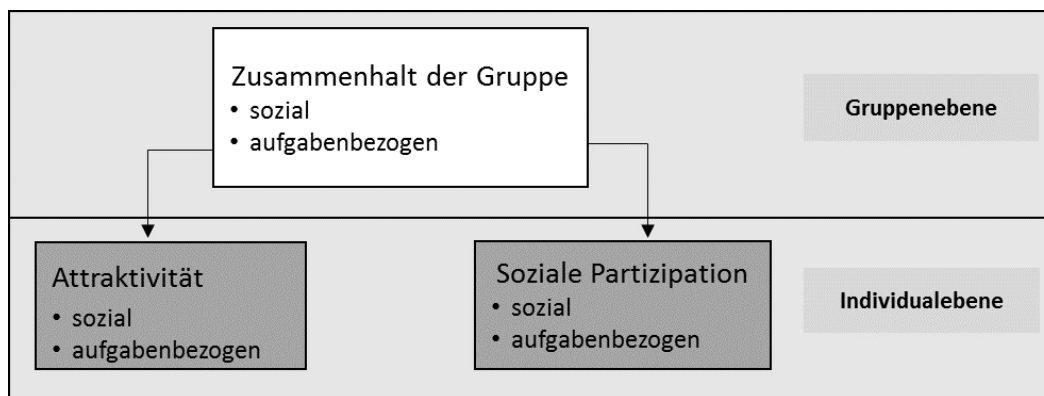 Zusammenhalt der Gruppe
• sozial
• aufgabenbezogen
Gruppenebene
Attraktivität
• sozial
• aufgabenbezogen
Soziale Partizipation
• sozial
• aufgabenbezogen
Individualebene